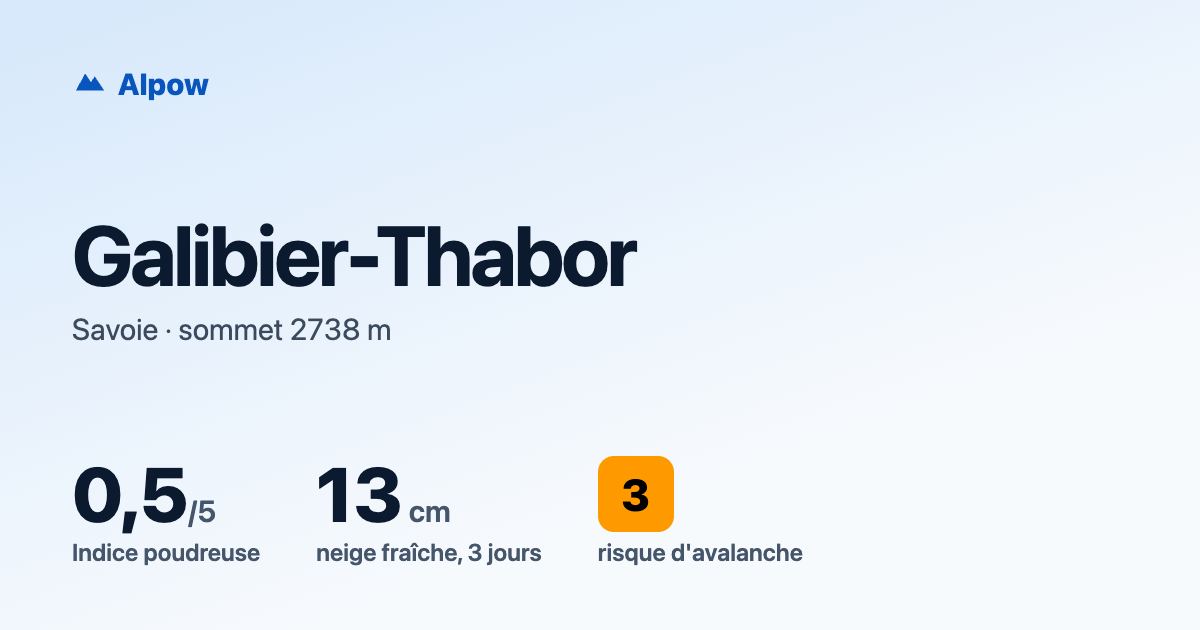 Alpow
Galibier-Thabor
Savoie · sommet 2738 m
0,5/5
Indice poudreuse
13 cm
neige fraîche, 3 jours
3
risque d'avalanche